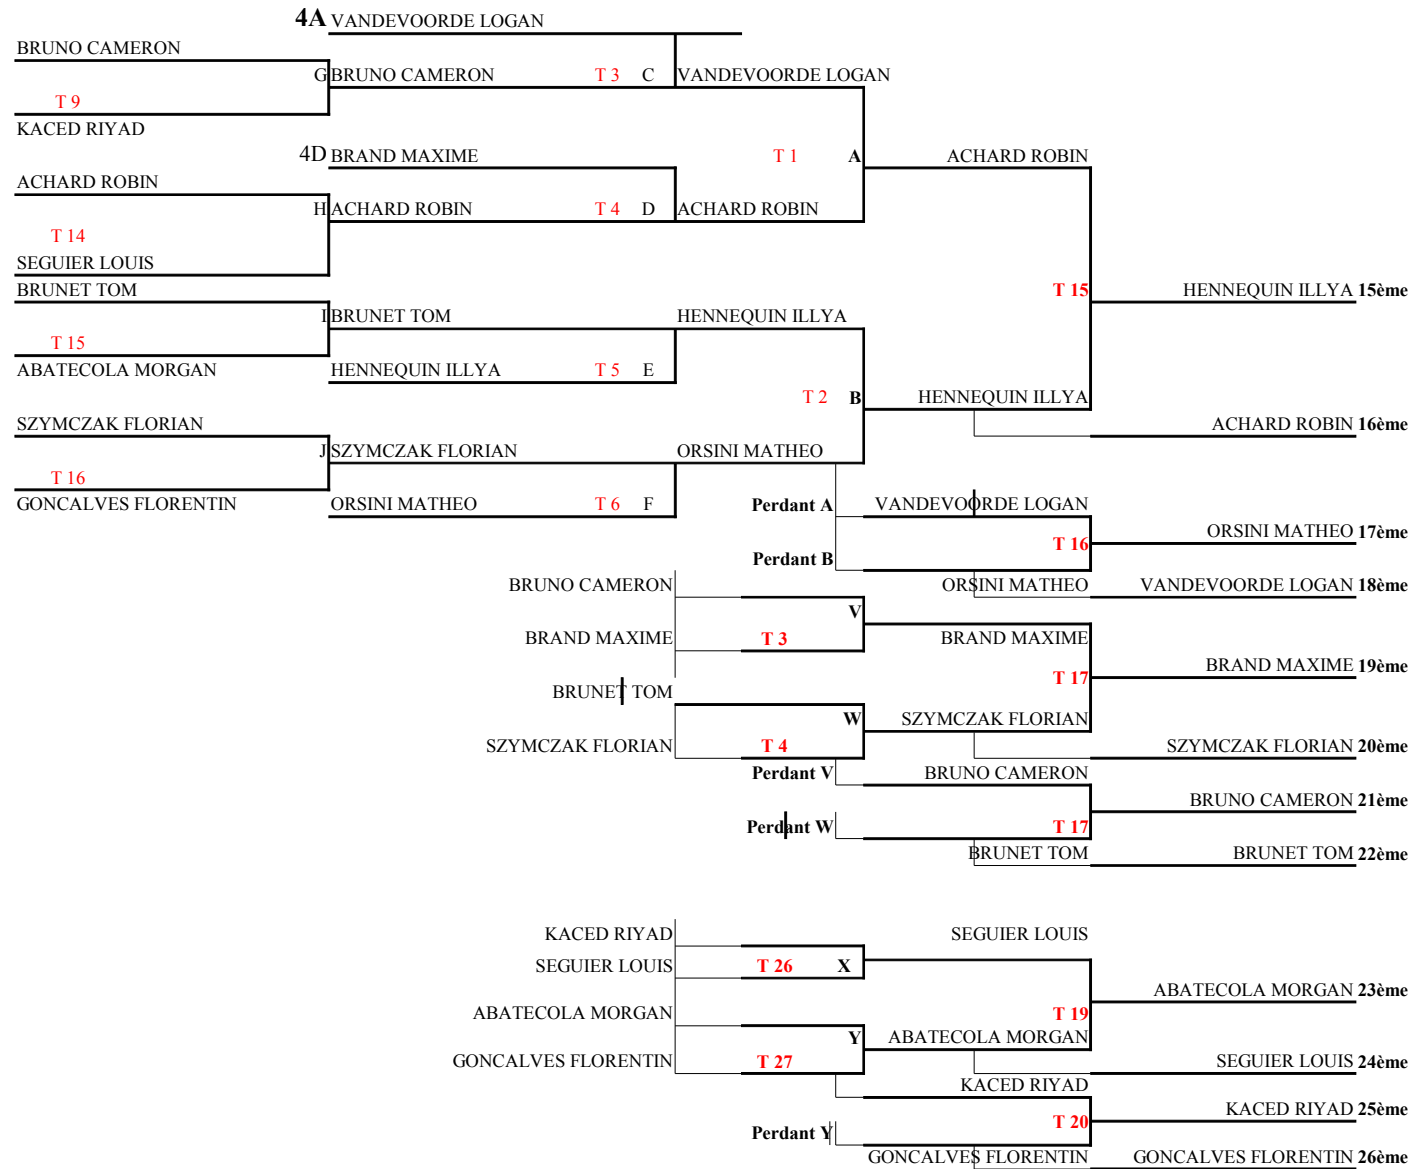 4A VANDEVOORDE LOGAN
BRUNO CAMERON
G BRUNO CAMERON T 3 C VANDEVOORDE LOGAN
T 9
KACED RIYAD
4D BRAND MAXIME T 1 A ACHARD ROBIN
ACHARD ROBIN
H ACHARD ROBIN T 4 D ACHARD ROBIN
T 14
SEGUIER LOUIS
BRUNET TOM T 15 HENNEQUIN ILLYA 15ème
I BRUNET TOM HENNEQUIN ILLYA
T 15
ABATECOLA MORGAN HENNEQUIN ILLYA T 5 E
T 2 B HENNEQUIN ILLYA
SZYMCZAK FLORIAN ACHARD ROBIN 16ème
J SZYMCZAK FLORIAN ORSINI MATHEO
T 16
GONCALVES FLORENTIN ORSINI MATHEO T 6 F Perdant A VANDEVOORDE LOGAN
ORSINI MATHEO 17ème
T 16
Perdant B
BRUNO CAMERON ORSINI MATHEO VANDEVOORDE LOGAN 18ème
V
BRAND MAXIME T 3 BRAND MAXIME
BRAND MAXIME 19ème
T 17
BRUNET TOM
W SZYMCZAK FLORIAN
SZYMCZAK FLORIAN T 4 SZYMCZAK FLORIAN 20ème
Perdant V BRUNO CAMERON
BRUNO CAMERON 21ème
Perdant W T 17
BRUNET TOM BRUNET TOM 22ème
KACED RIYAD SEGUIER LOUIS
SEGUIER LOUIS T 26 X
ABATECOLA MORGAN 23ème
ABATECOLA MORGAN T 19
Y ABATECOLA MORGAN
GONCALVES FLORENTIN T 27 SEGUIER LOUIS 24ème
KACED RIYAD
KACED RIYAD 25ème
T 20
Perdant Y
GONCALVES FLORENTIN GONCALVES FLORENTIN 26ème